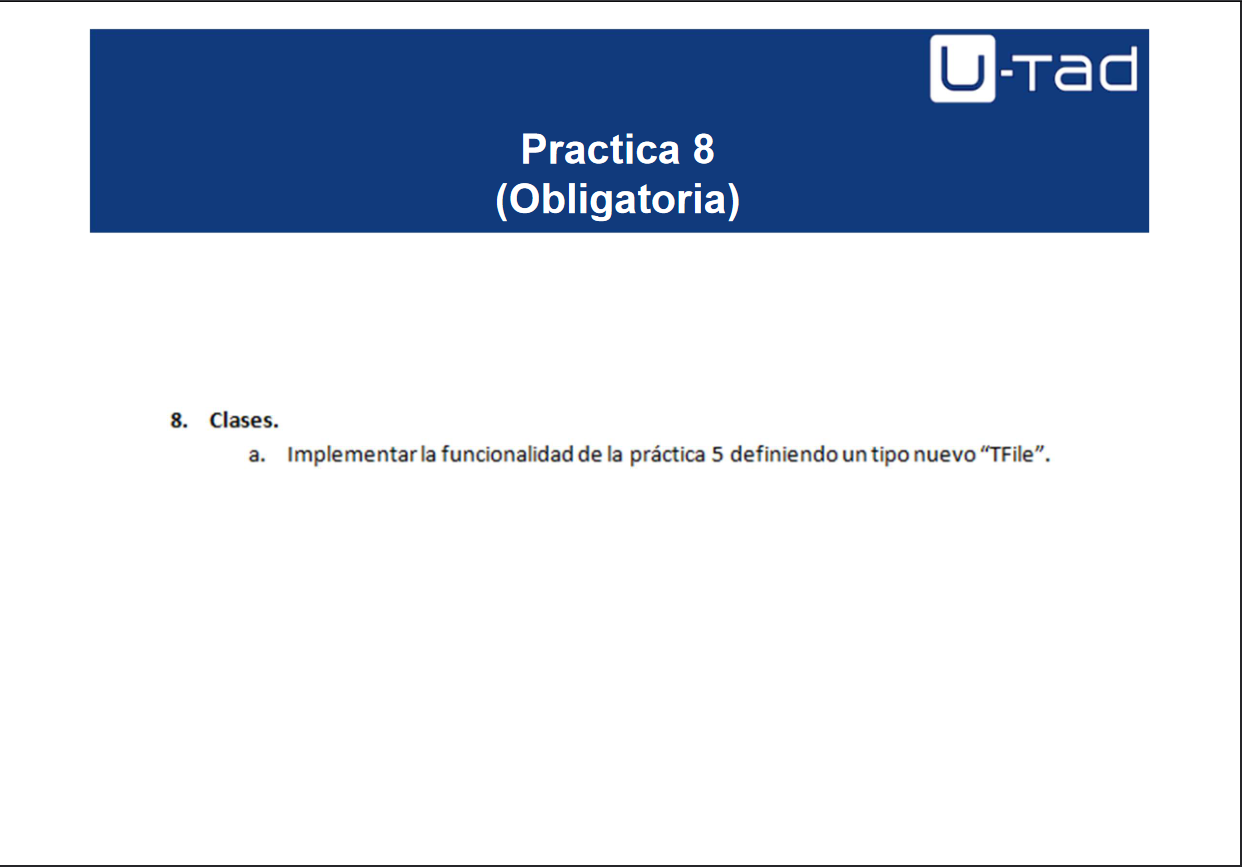 U-Tad
Practica 8
(Obligatoria)
8. Clases.
a. Implementar la funcionalidad de la práctica 5 definiendo un tipo nuevo “TFile”.